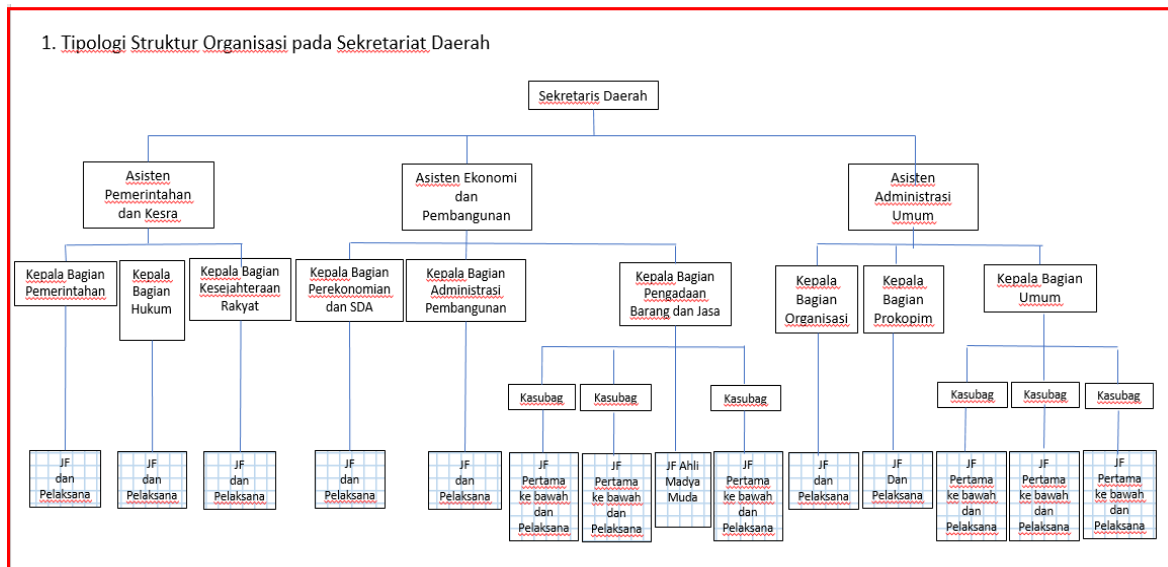 1. Tipologi Struktur Organisasi pada Sekretariat Daerah
Sekretaris Daerah
Asisten
Pemerintahan
dan Kesra
Asisten Ekonomi
dan
Pembangunan
Asisten
Administrasi
Umum
Kepala Bagian
Pemerintahan
Kepala
Bagian
Hukum
Kepala Bagian
Kesejahteraan
Rakyat
Kepala Bagian
Perekonomian
dan SDA
Kepala Bagian
Administrasi
Pembangunan
Kepala Bagian
Pengadaan
Barang dan Jasa
Kepala
Bagian
Organisasi
Kepala
Bagian
Prokopim
Kepala Bagian
Umum
Kasubag
Kasubag
Kasubag
Kasubag
Kasubag
Kasubag
JF
dan
Pelaksana
JF
dan
Pelaksana
JF
dan
Pelaksana
JF
dan
Pelaksana
JF
dan
Pelaksana
JF
Pertama
ke bawah
dan
Pelaksana
JF
Pertama
ke bawah
dan
Pelaksana
JF Ahli
Madya
Muda
JF
Pertama
ke bawah
dan
Pelaksana
JF
dan
Pelaksana
JF
Dan
Pelaksana
JF
Pertama
ke bawah
dan
Pelaksana
JF
Pertama
ke bawah
dan
Pelaksana
JF
Pertama
ke bawah
dan
Pelaksana